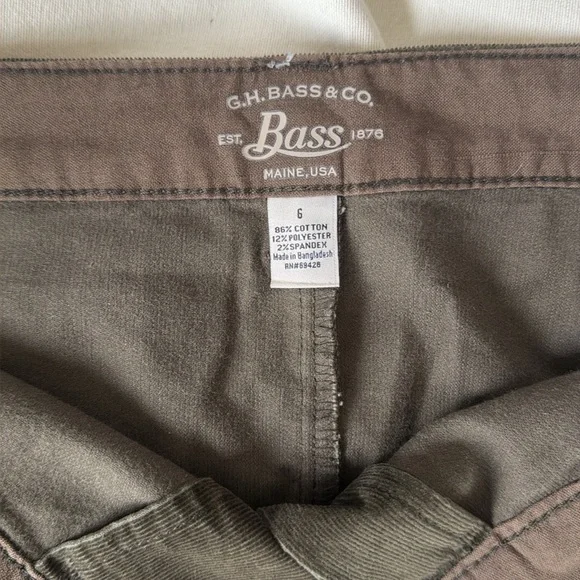 G.H. BASS & CO.
EST. Bass 1876
MAINE, USA
6
86% COTTON
12% POLYESTER
2% SPANDEX
Made in Bangladesh
RN#69428